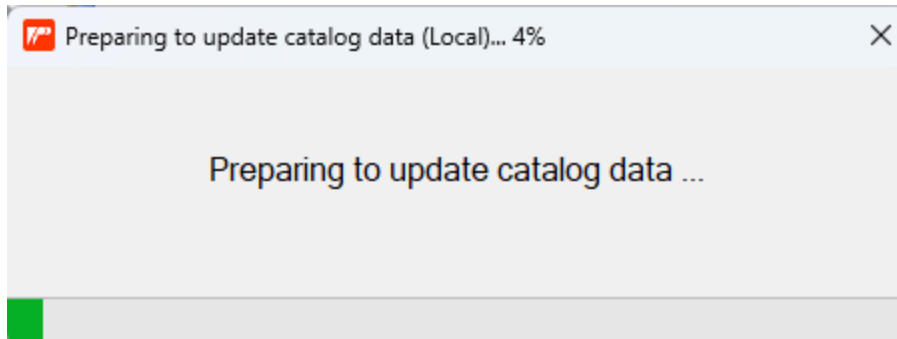 Preparing to update catalog data (Local)... 4%
Preparing to update catalog data ...